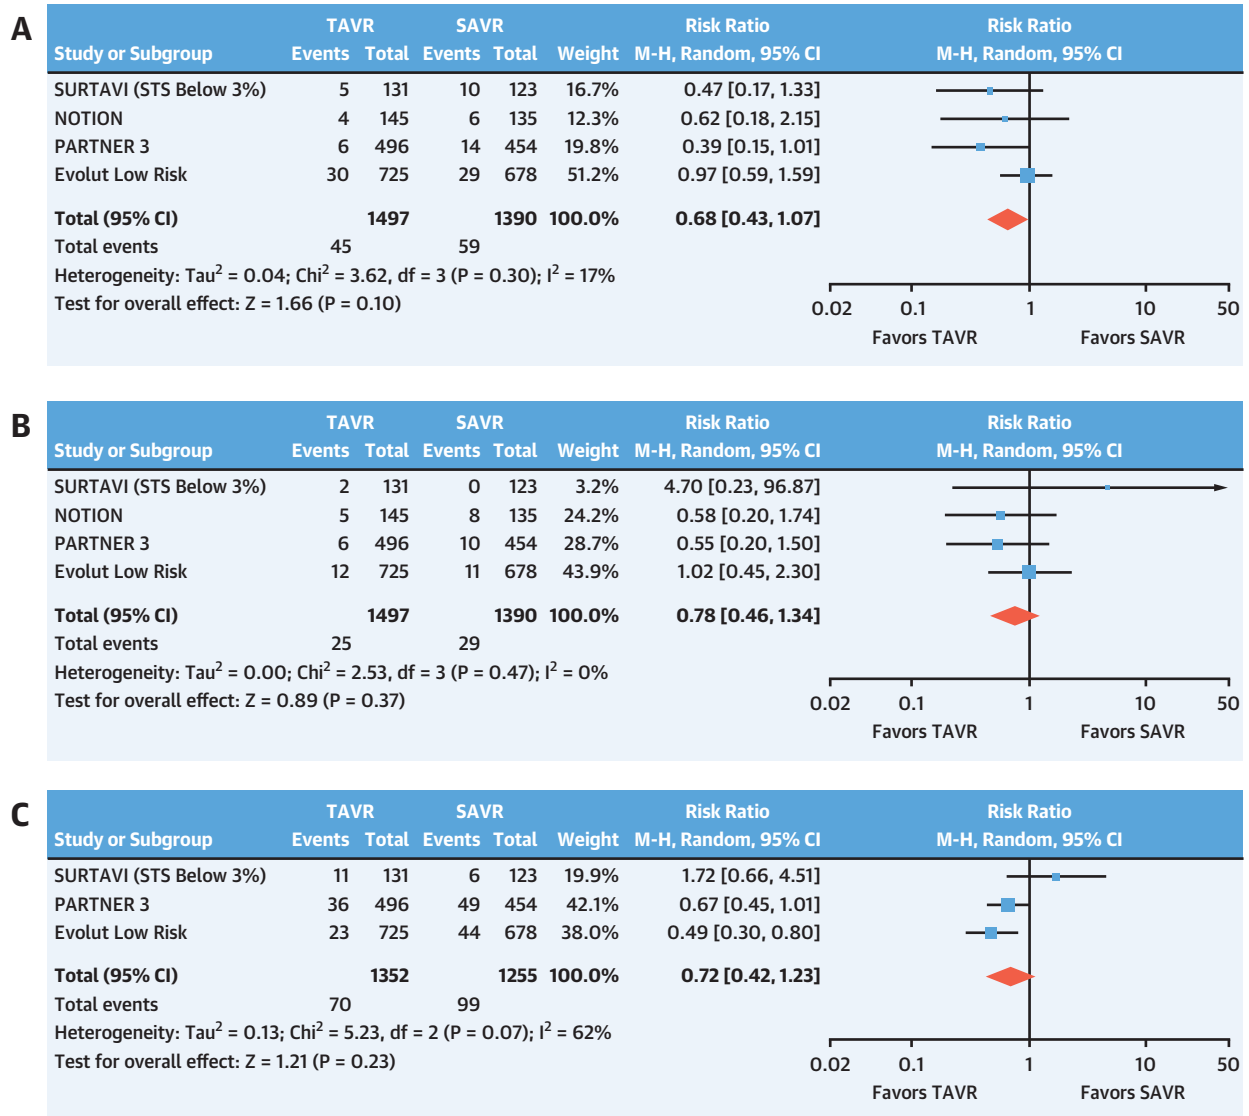 A
TAVR SAVR Risk Ratio Risk Ratio
Study or Subgroup Events Total Events Total Weight M-H, Random, 95% CI M-H, Random, 95% CI
SURTAVI (STS Below 3%) 5 131 10 123 16.7% 0.47 [0.17, 1.33]
NOTION 4 145 6 135 12.3% 0.62 [0.18, 2.15]
PARTNER 3 6 496 14 454 19.8% 0.39 [0.15, 1.01]
Evolut Low Risk 30 725 29 678 51.2% 0.97 [0.59, 1.59]
Total (95% CI) 1497 1390 100.0% 0.68 [0.43, 1.07]
Total events 45 59
Heterogeneity: Tau² = 0.04; Chi² = 3.62, df = 3 (P = 0.30); I² = 17%
Test for overall effect: Z = 1.66 (P = 0.10)
0.02 0.1 1 10 50
Favors TAVR Favors SAVR
B
TAVR SAVR Risk Ratio Risk Ratio
Study or Subgroup Events Total Events Total Weight M-H, Random, 95% CI M-H, Random, 95% CI
SURTAVI (STS Below 3%) 2 131 0 123 3.2% 4.70 [0.23, 96.87]
NOTION 5 145 8 135 24.2% 0.58 [0.20, 1.74]
PARTNER 3 6 496 10 454 28.7% 0.55 [0.20, 1.50]
Evolut Low Risk 12 725 11 678 43.9% 1.02 [0.45, 2.30]
Total (95% CI) 1497 1390 100.0% 0.78 [0.46, 1.34]
Total events 25 29
Heterogeneity: Tau² = 0.00; Chi² = 2.53, df = 3 (P = 0.47); I² = 0%
Test for overall effect: Z = 0.89 (P = 0.37)
0.02 0.1 1 10 50
Favors TAVR Favors SAVR
C
TAVR SAVR Risk Ratio Risk Ratio
Study or Subgroup Events Total Events Total Weight M-H, Random, 95% CI M-H, Random, 95% CI
SURTAVI (STS Below 3%) 11 131 6 123 19.9% 1.72 [0.66, 4.51]
PARTNER 3 36 496 49 454 42.1% 0.67 [0.45, 1.01]
Evolut Low Risk 23 725 44 678 38.0% 0.49 [0.30, 0.80]
Total (95% CI) 1352 1255 100.0% 0.72 [0.42, 1.23]
Total events 70 99
Heterogeneity: Tau² = 0.13; Chi² = 5.23, df = 2 (P = 0.07); I² = 62%
Test for overall effect: Z = 1.21 (P = 0.23)
0.02 0.1 1 10 50
Favors TAVR Favors SAVR